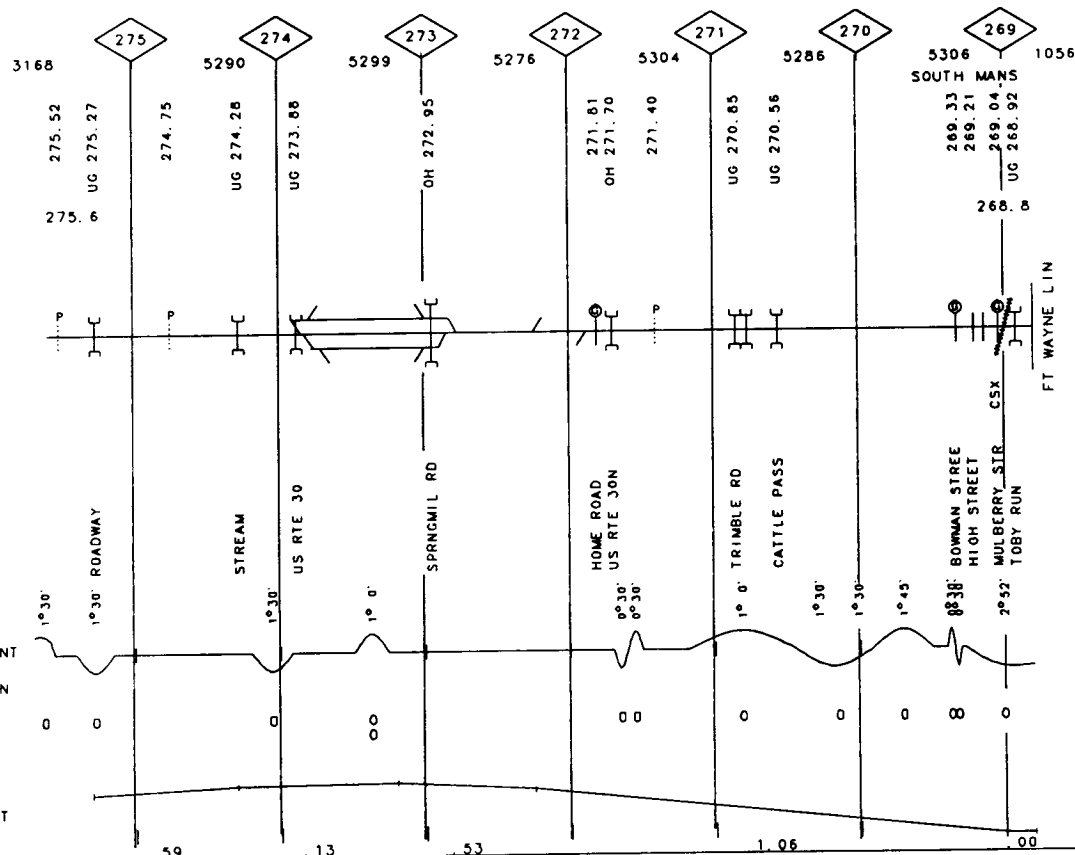 275 274 273 272 271 270 269
3168 5290 5299 5276 5304 5286 5306 1056
SOUTH MANS
275.52
UG 275.27
274.75
UG 274.28
UG 273.88
OH 272.95
271.81
OH 271.70
271.40
UG 270.85
UG 270.56
269.33
269.21
269.04
UG 268.92
275.6
268.8
P
P
P
FT WAYNE LIN
CSX
ROADWAY
STREAM
US RTE 30
SPRNGMIL RD
HOME ROAD
US RTE 30N
TRIMBLE RD
CATTLE PASS
BOWMAN STREE
HIGH STREET
MULBERRY STR
TOBY RUN
1°30' 1°30' 1°30' 1°0' 0°30' 0°30' 1°0' 1°30' 1°30' 1°45' 0°30' 2°52'
NT
N
0 0 0 0 0 0 0 0 0 0 0 0
0
T
.59 .13 .53 1.06 .00